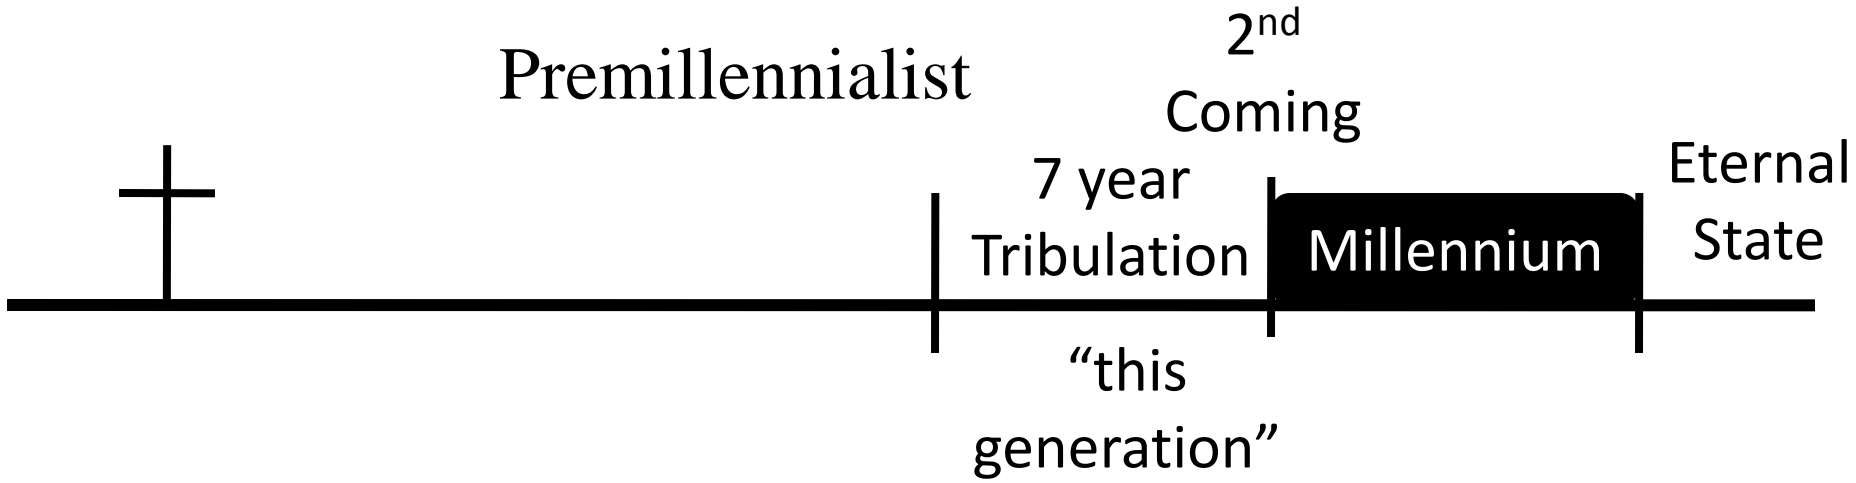 Premillennialist
2nd
Coming
7 year
Tribulation
Millennium
Eternal
State
“this
generation”